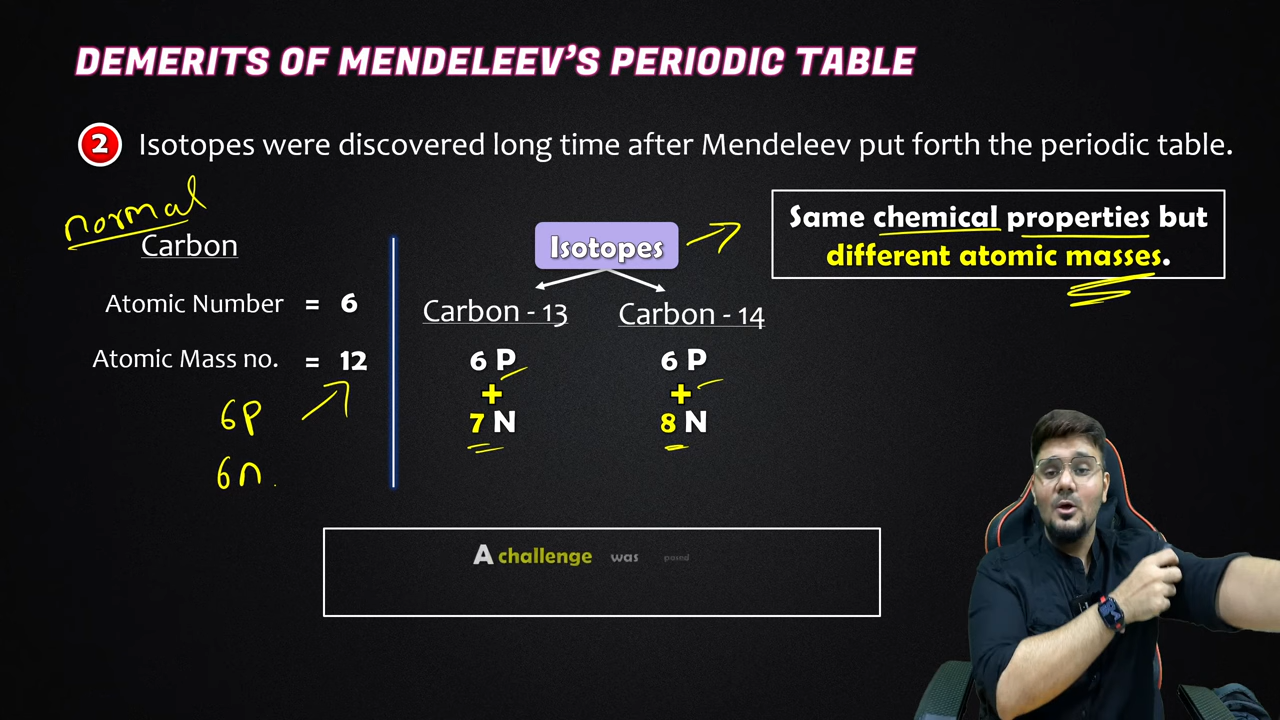 DEMERITS OF MENDELEEV'S PERIODIC TABLE
2 Isotopes were discovered long time after Mendeleev put forth the periodic table.
normal
Carbon
Atomic Number = 6
Atomic Mass no. = 12
6p
6n.
Isotopes
Carbon - 13
6 P
+
7 N
Carbon - 14
6 P
+
8 N
Same chemical properties but
different atomic masses.
A challenge was posed